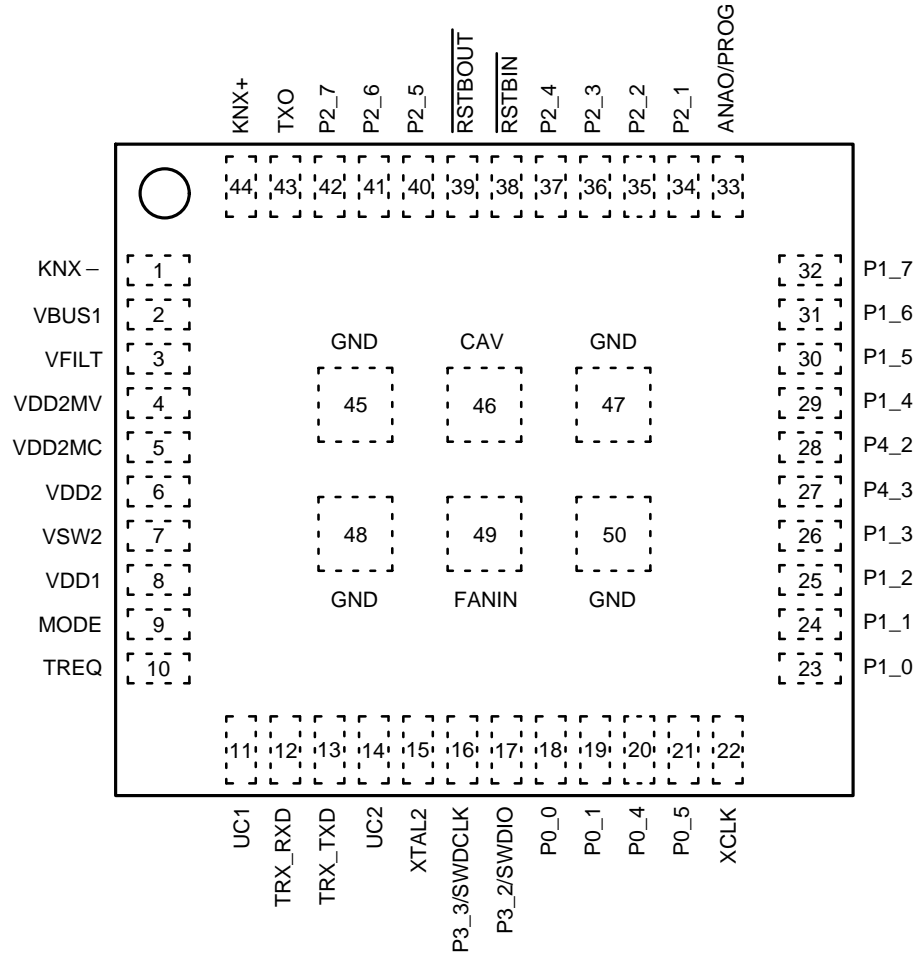 KNX+
TXO
P2_7
P2_6
P2_5
RSTBOUT
RSTBIN
P2_4
P2_3
P2_2
P2_1
ANAO/PROG
44 43 42 41 40 39 38 37 36 35 34 33
KNX− 1
VBUS1 2
VFILT 3
VDD2MV 4
VDD2MC 5
VDD2 6
VSW2 7
VDD1 8
MODE 9
TREQ 10
GND CAV GND
45 46 47
48 49 50
GND FANIN GND
32 P1_7
31 P1_6
30 P1_5
29 P1_4
28 P4_2
27 P4_3
26 P1_3
25 P1_2
24 P1_1
23 P1_0
11 12 13 14 15 16 17 18 19 20 21 22
UC1
TRX_RXD
TRX_TXD
UC2
XTAL2
P3_3/SWDCLK
P3_2/SWDIO
P0_0
P0_1
P0_4
P0_5
XCLK